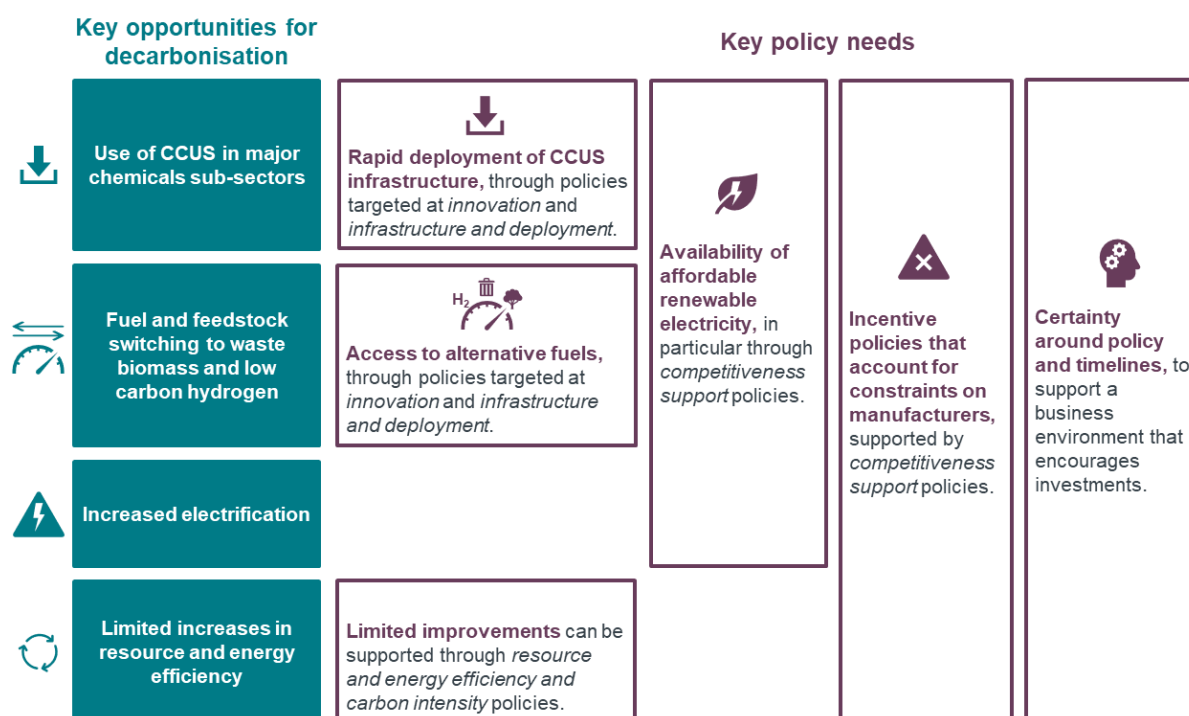 Key opportunities for
decarbonisation
Key policy needs
Use of CCUS in major
chemicals sub-sectors
Rapid deployment of CCUS
infrastructure, through policies
targeted at innovation and
infrastructure and deployment.
Fuel and feedstock
switching to waste
biomass and low
carbon hydrogen
H₂
Access to alternative fuels,
through policies targeted at
innovation and infrastructure
and deployment.
Increased electrification
Limited increases in
resource and energy
efficiency
Limited improvements can be
supported through resource
and energy efficiency and
carbon intensity policies.
Availability of
affordable
renewable
electricity, in
particular through
competitiveness
support policies.
Incentive
policies that
account for
constraints on
manufacturers,
supported by
competitiveness
support policies.
Certainty
around policy
and timelines, to
support a
business
environment that
encourages
investments.